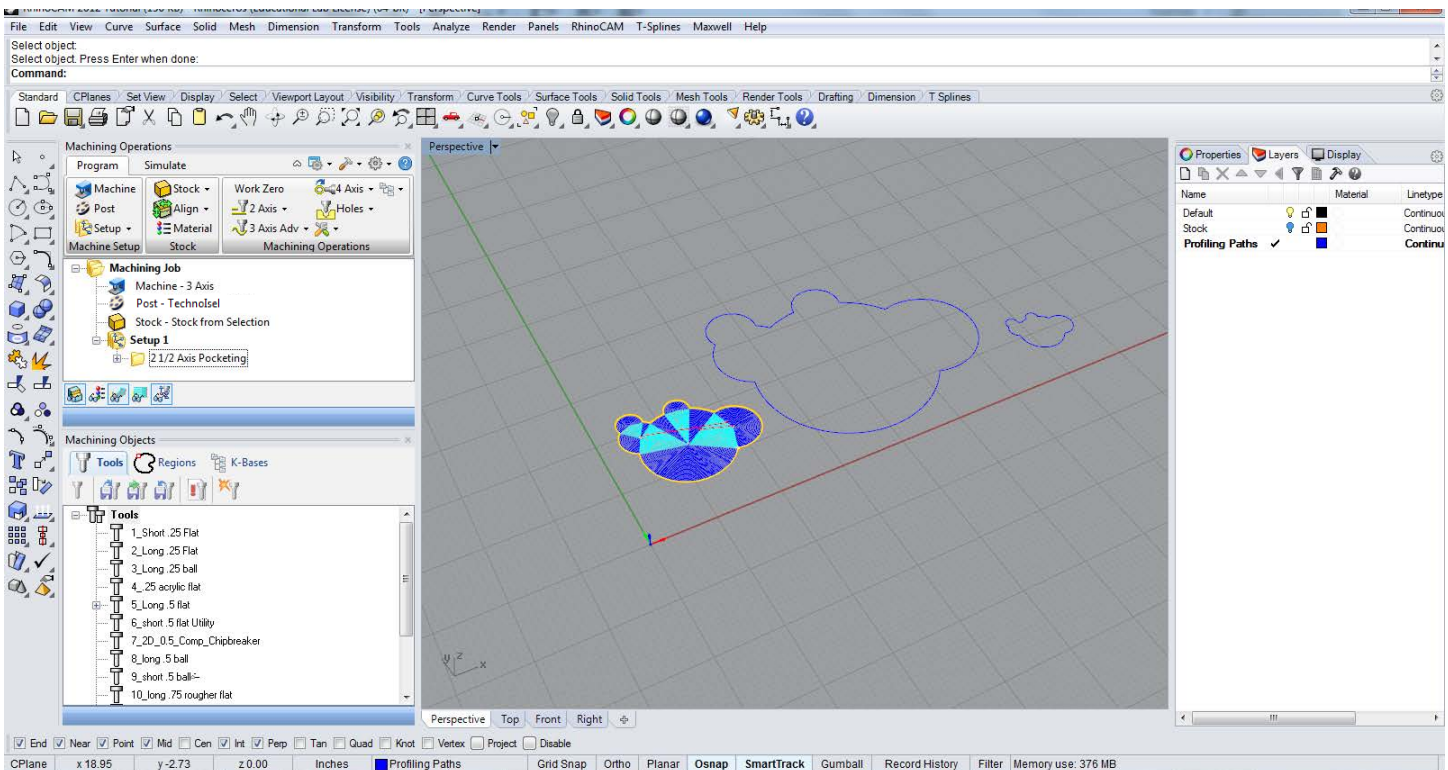 File Edit View Curve Surface Solid Mesh Dimension Transform Tools Analyze Render Panels RhinoCAM T-Splines Maxwell Help
Select object:
Select object. Press Enter when done:
Command:
Standard CPlanes Set View Display Select Viewport Layout Visibility Transform Curve Tools Surface Tools Solid Tools Mesh Tools Render Tools Drafting Dimension T Splines
Machining Operations
Program Simulate
Machine Stock Work Zero 4 Axis
Post Align 2 Axis Holes
Setup Material 3 Axis Adv
Machine Setup Stock Machining Operations
Machining Job
Machine - 3 Axis
Post - TechnoIsel
Stock - Stock from Selection
Setup 1
2 1/2 Axis Pocketing
Machining Objects
Tools Regions K-Bases
Tools
1_Short .25 Flat
2_Long .25 Flat
3_Long .25 ball
4_.25 acrylic flat
5_Long .5 flat
6_short .5 flat Utility
7_2D_0.5_Comp_Chipbreaker
8_long .5 ball
9_short .5 ball
10_long .75 rougher flat
Perspective
y z x
Perspective Top Front Right
Properties Layers Display
Name Material Linetype
Default Continuou
Stock Continuou
Profiling Paths Continu
End Near Point Mid Cen Int Perp Tan Quad Knot Vertex Project Disable
CPlane x 18.95 y -2.73 z 0.00 Inches Profiling Paths Grid Snap Ortho Planar Osnap SmartTrack Gumball Record History Filter Memory use: 376 MB